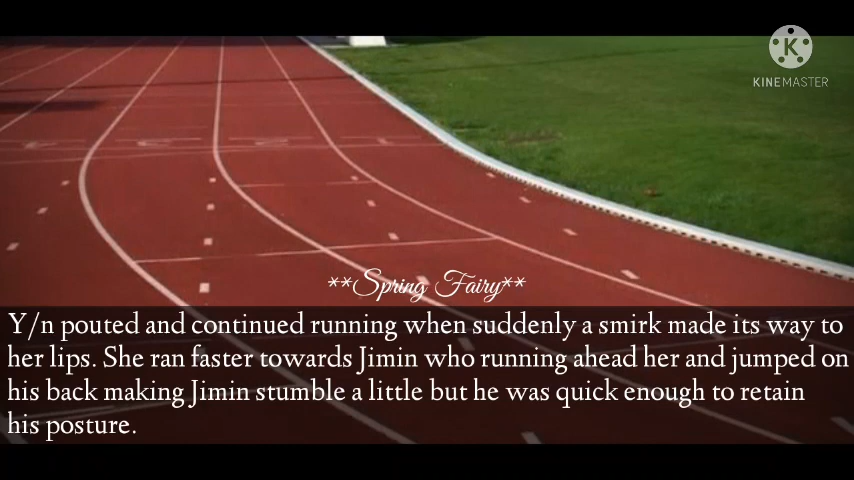 KINEMASTER
**Spring Fairy**
Y/n pouted and continued running when suddenly a smirk made its way to
her lips. She ran faster towards Jimin who running ahead her and jumped on
his back making Jimin stumble a little but he was quick enough to retain
his posture.